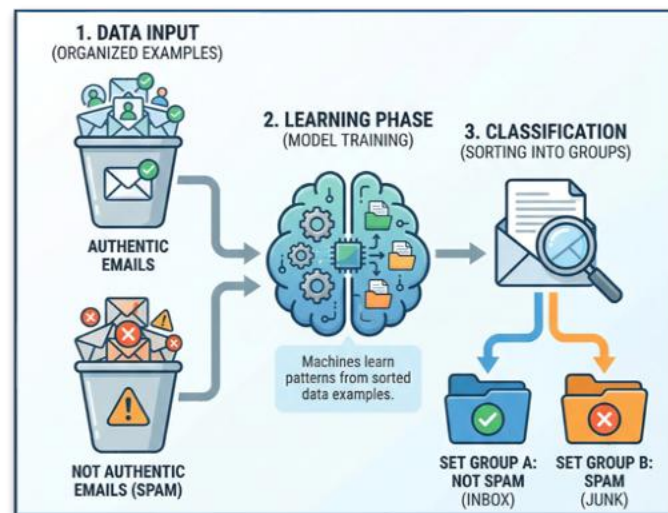 1. DATA INPUT
(ORGANIZED EXAMPLES)
AUTHENTIC
EMAILS
NOT AUTHENTIC
EMAILS (SPAM)
2. LEARNING PHASE
(MODEL TRAINING)
Machines learn
patterns from sorted
data examples.
3. CLASSIFICATION
(SORTING INTO GROUPS)
SET GROUP A:
NOT SPAM
(INBOX)
SET GROUP B:
SPAM
(JUNK)